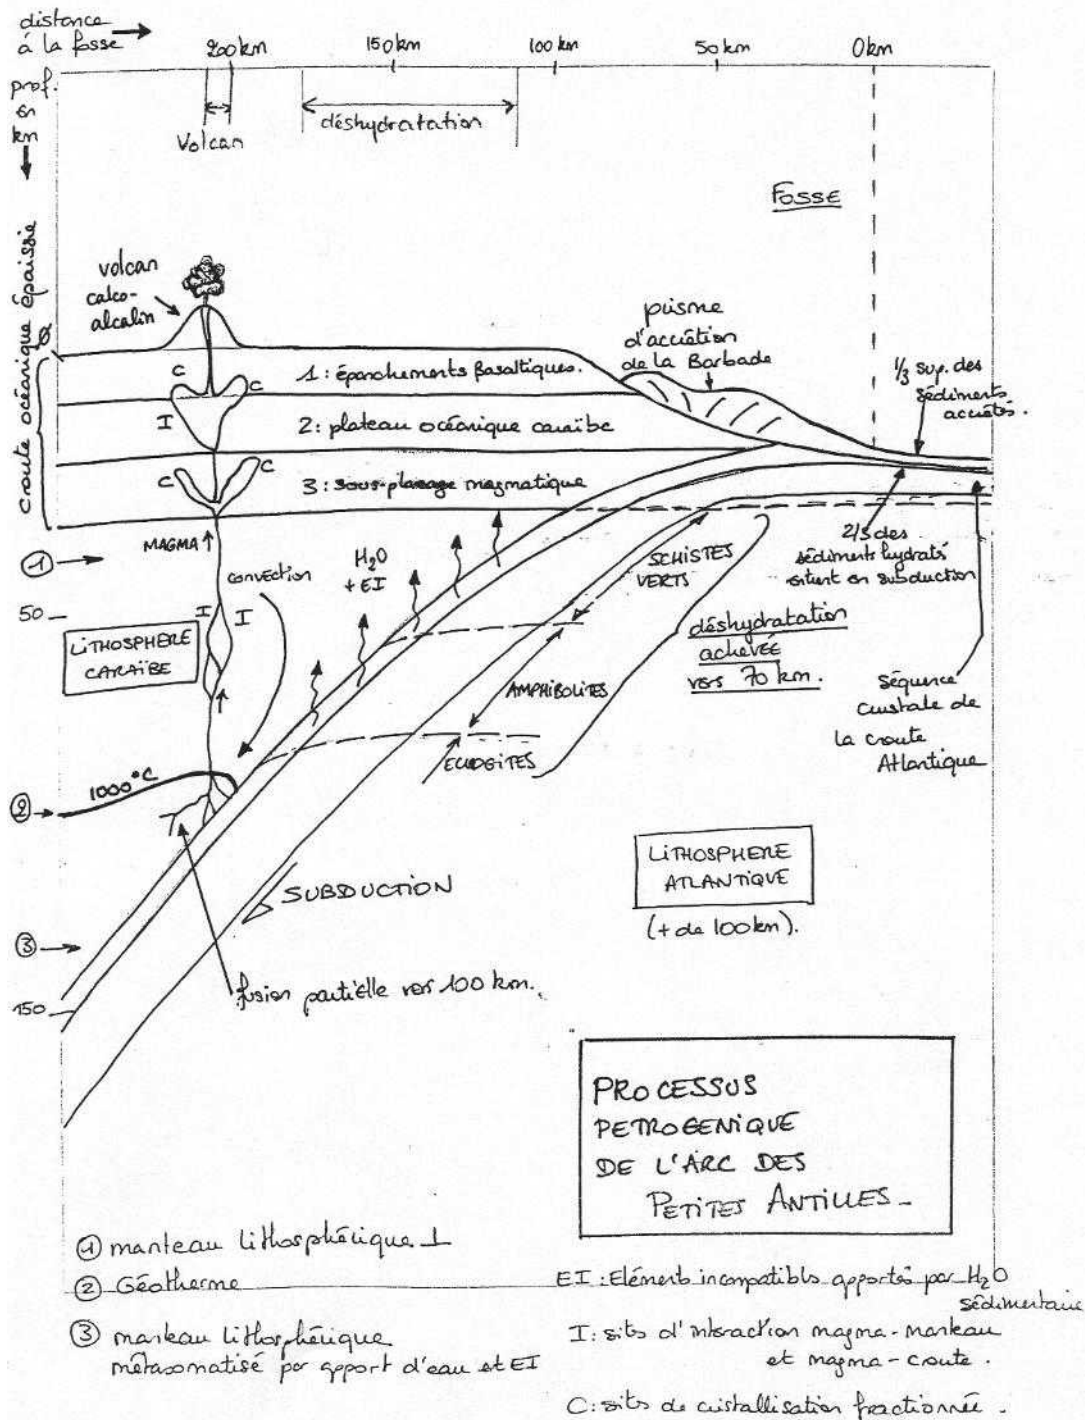 distance
à la fosse
200km
150km
100km
50km
0km
prof.
en
km
Volcan
déshydratation
FOSSE
croute océanique épaissie
volcan
calco-
alcalin
prisme
d'accrétion
de la Barbade
1/3 sup. des
sédiments
accrétés.
C
C
1: épanchements basaltiques.
I
2: plateau océanique caraïbe
C
C
3: sous-placage magmatique
MAGMA
1
convection
H2O
+ EI
SCHISTES
VERTS
2/3 des
sédiments hydratés
entrent en subduction
50
I
I
LITHOSPHERE
CARAÏBE
déshydratation
achevée
vers 70 km.
AMPHIBOLITES
Séquence
crustale de
la croute
Atlantique
ECLOGITES
1000°C
2
LITHOSPHERE
ATLANTIQUE
(+ de 100km).
SUBDUCTION
3
fusion partielle vers 100 km.
150
PROCESSUS
PETROGENIQUE
DE L'ARC DES
PETITES ANTILLES
1 manteau lithosphérique
2 Géotherme
3 manteau lithosphérique
métasomatisé par apport d'eau et EI
EI : Eléments incompatibles apportés par H2O
sédimentaire
I: sites d'interaction magma-manteau
et magma-croute.
C: sites de cristallisation fractionnée.